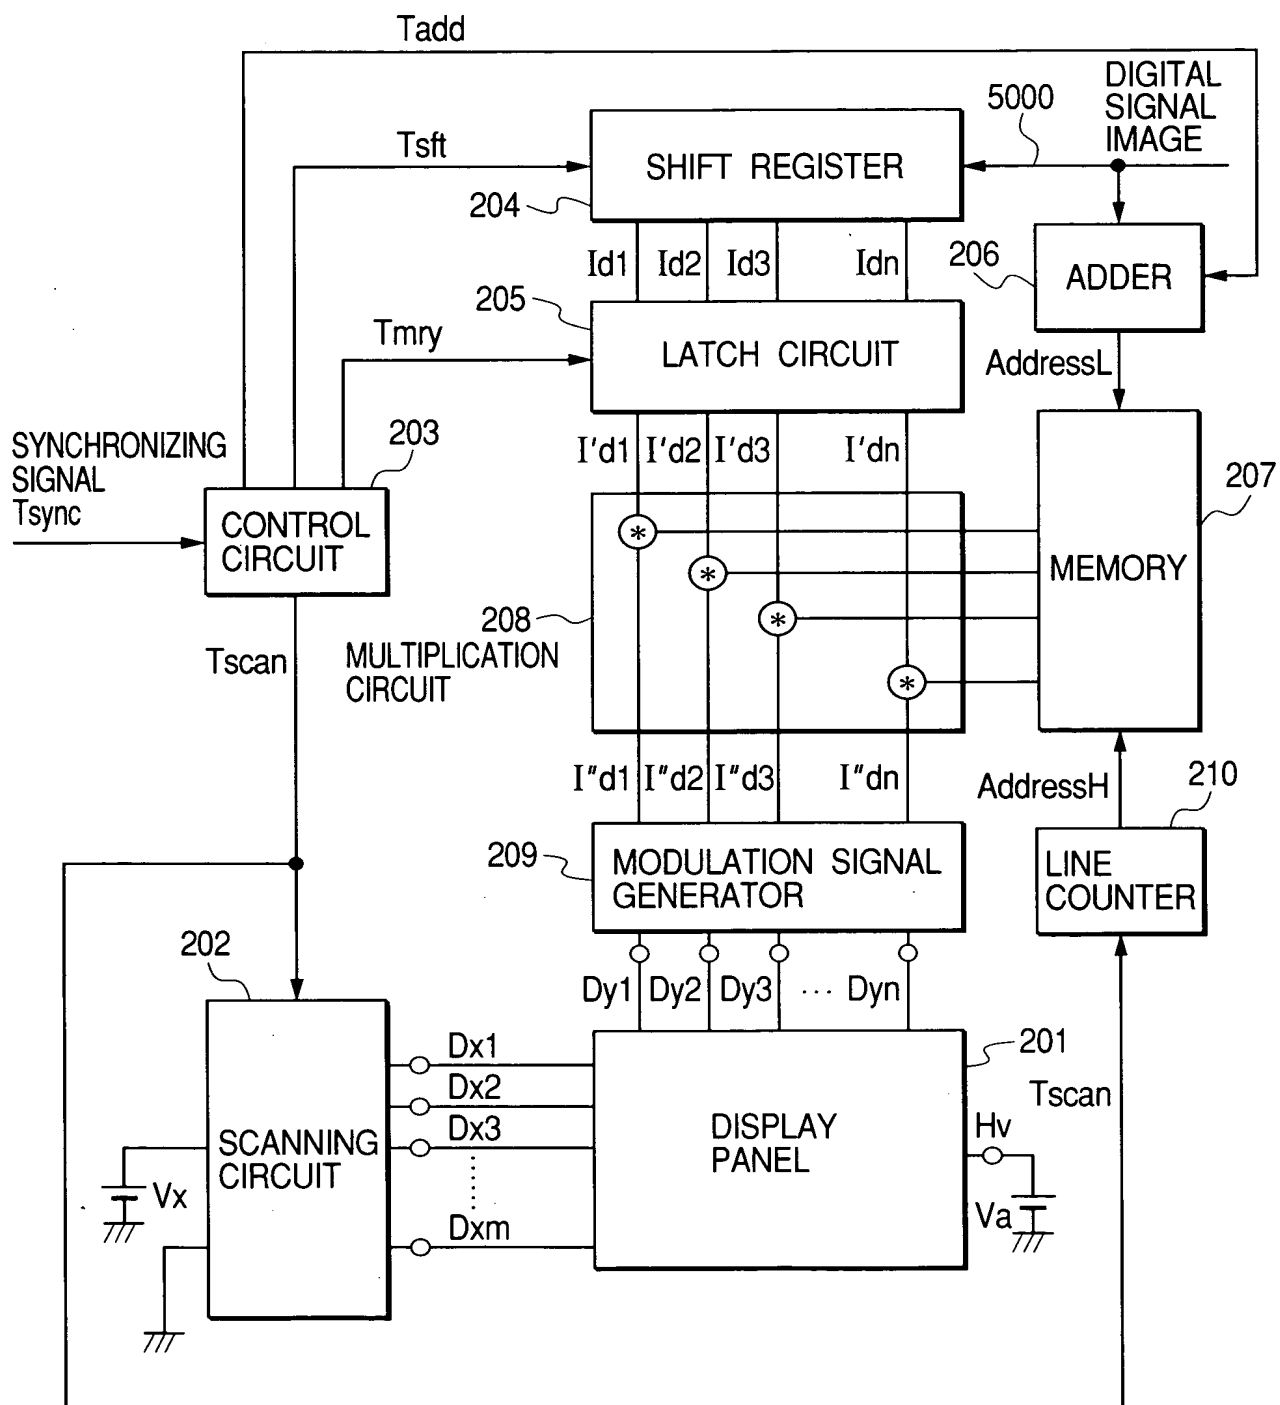 Tadd
DIGITAL
SIGNAL
IMAGE
5000
Tsft
SHIFT REGISTER
204
Id1 Id2 Id3 Idn
206
ADDER
205
Tmry
LATCH CIRCUIT
AddressL
SYNCHRONIZING
SIGNAL
Tsync
203
I'd1 I'd2 I'd3 I'dn
207
CONTROL
CIRCUIT
*
*
*
*
MEMORY
208
MULTIPLICATION
CIRCUIT
Tscan
I"d1 I"d2 I"d3 I"dn
AddressH
210
209
MODULATION SIGNAL
GENERATOR
LINE
COUNTER
202
Dy1 Dy2 Dy3 ... Dyn
201
Dx1
Dx2
Dx3
Dxm
SCANNING
CIRCUIT
Vx
DISPLAY
PANEL
Hv
Va
Tscan